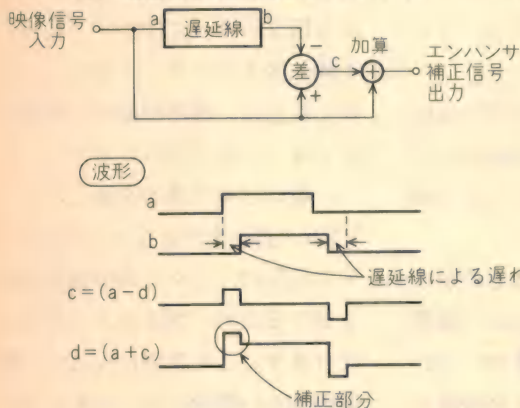 映像信号
入力
a
遅延線
b
−
差
+
c
加算
+
エンハンサ
補正信号
出力
波形
a
b
遅延線による遅れ
c=(a−d)
d=(a+c)
補正部分